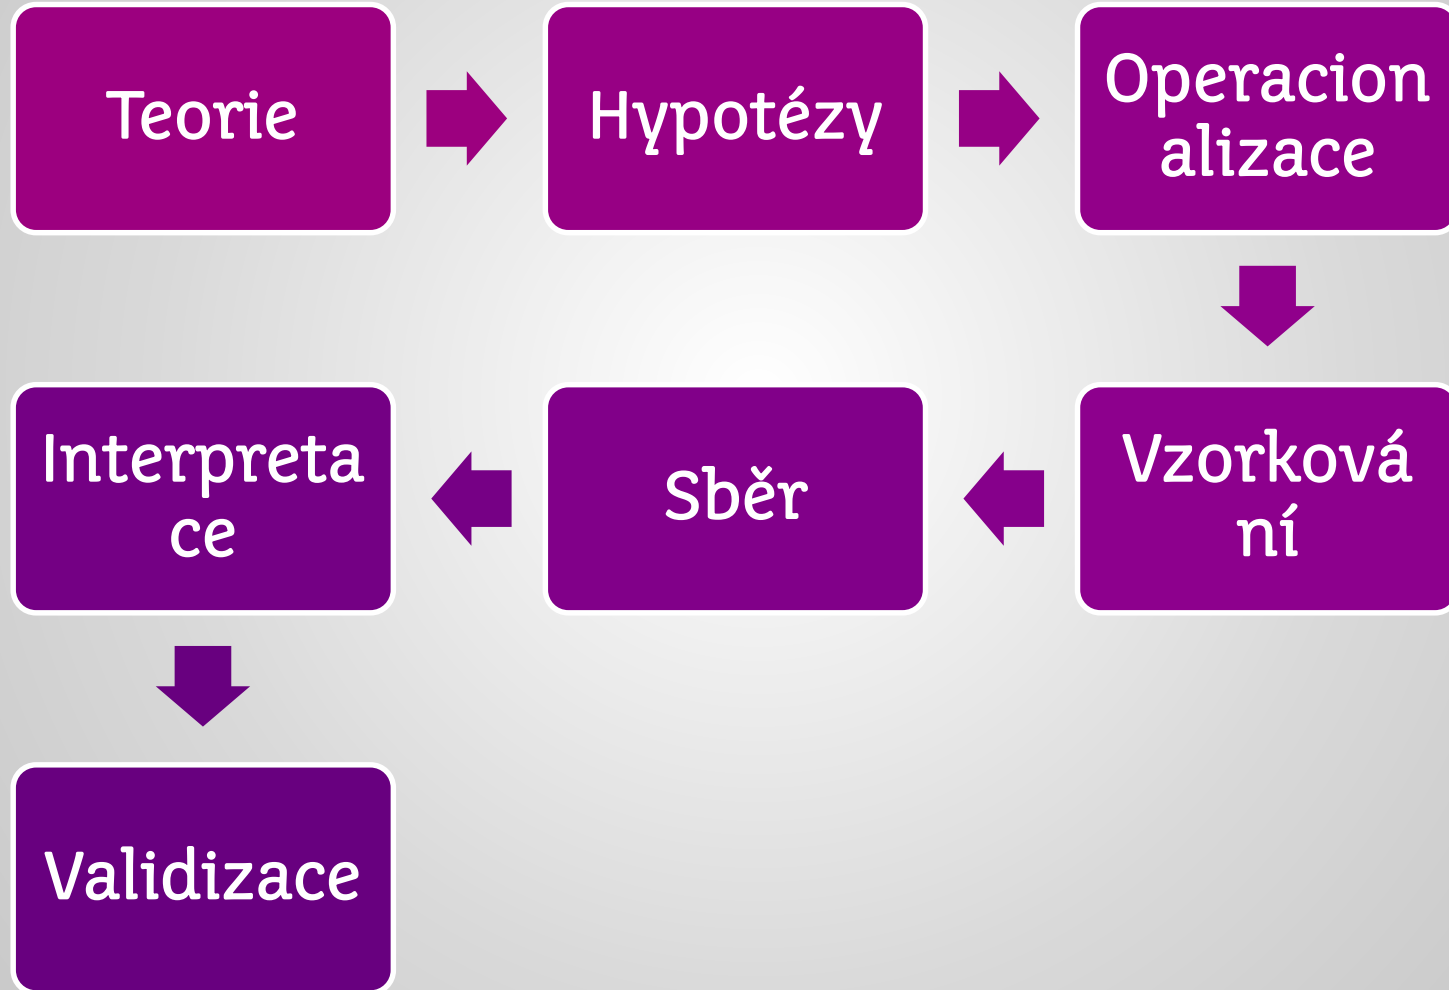 Teorie
Hypotézy
Operacion
alizace
Vzorková
ní
Sběr
Interpreta
ce
Validizace